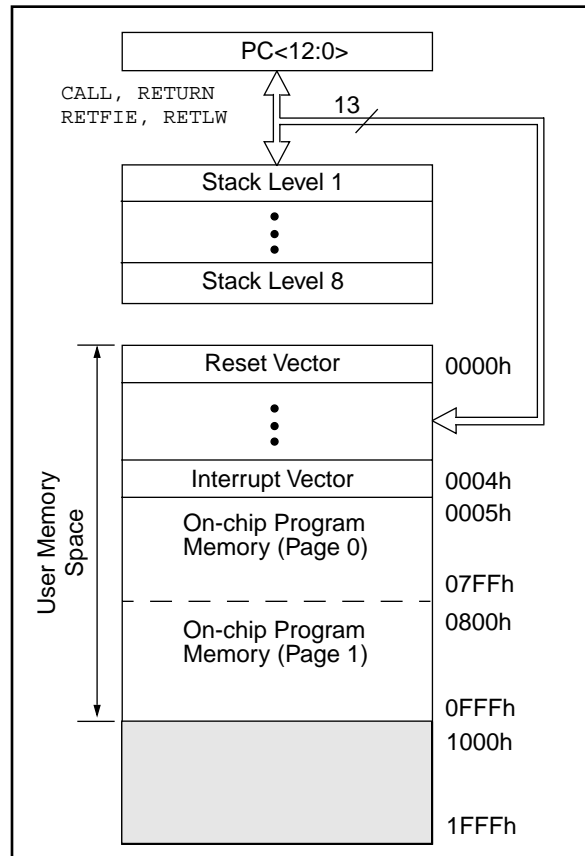 PC<12:0>
CALL, RETURN
RETFIE, RETLW
13
Stack Level 1
Stack Level 8
User Memory
Space
Reset Vector
0000h
Interrupt Vector
0004h
0005h
On-chip Program
Memory (Page 0)
07FFh
0800h
On-chip Program
Memory (Page 1)
0FFFh
1000h
1FFFh